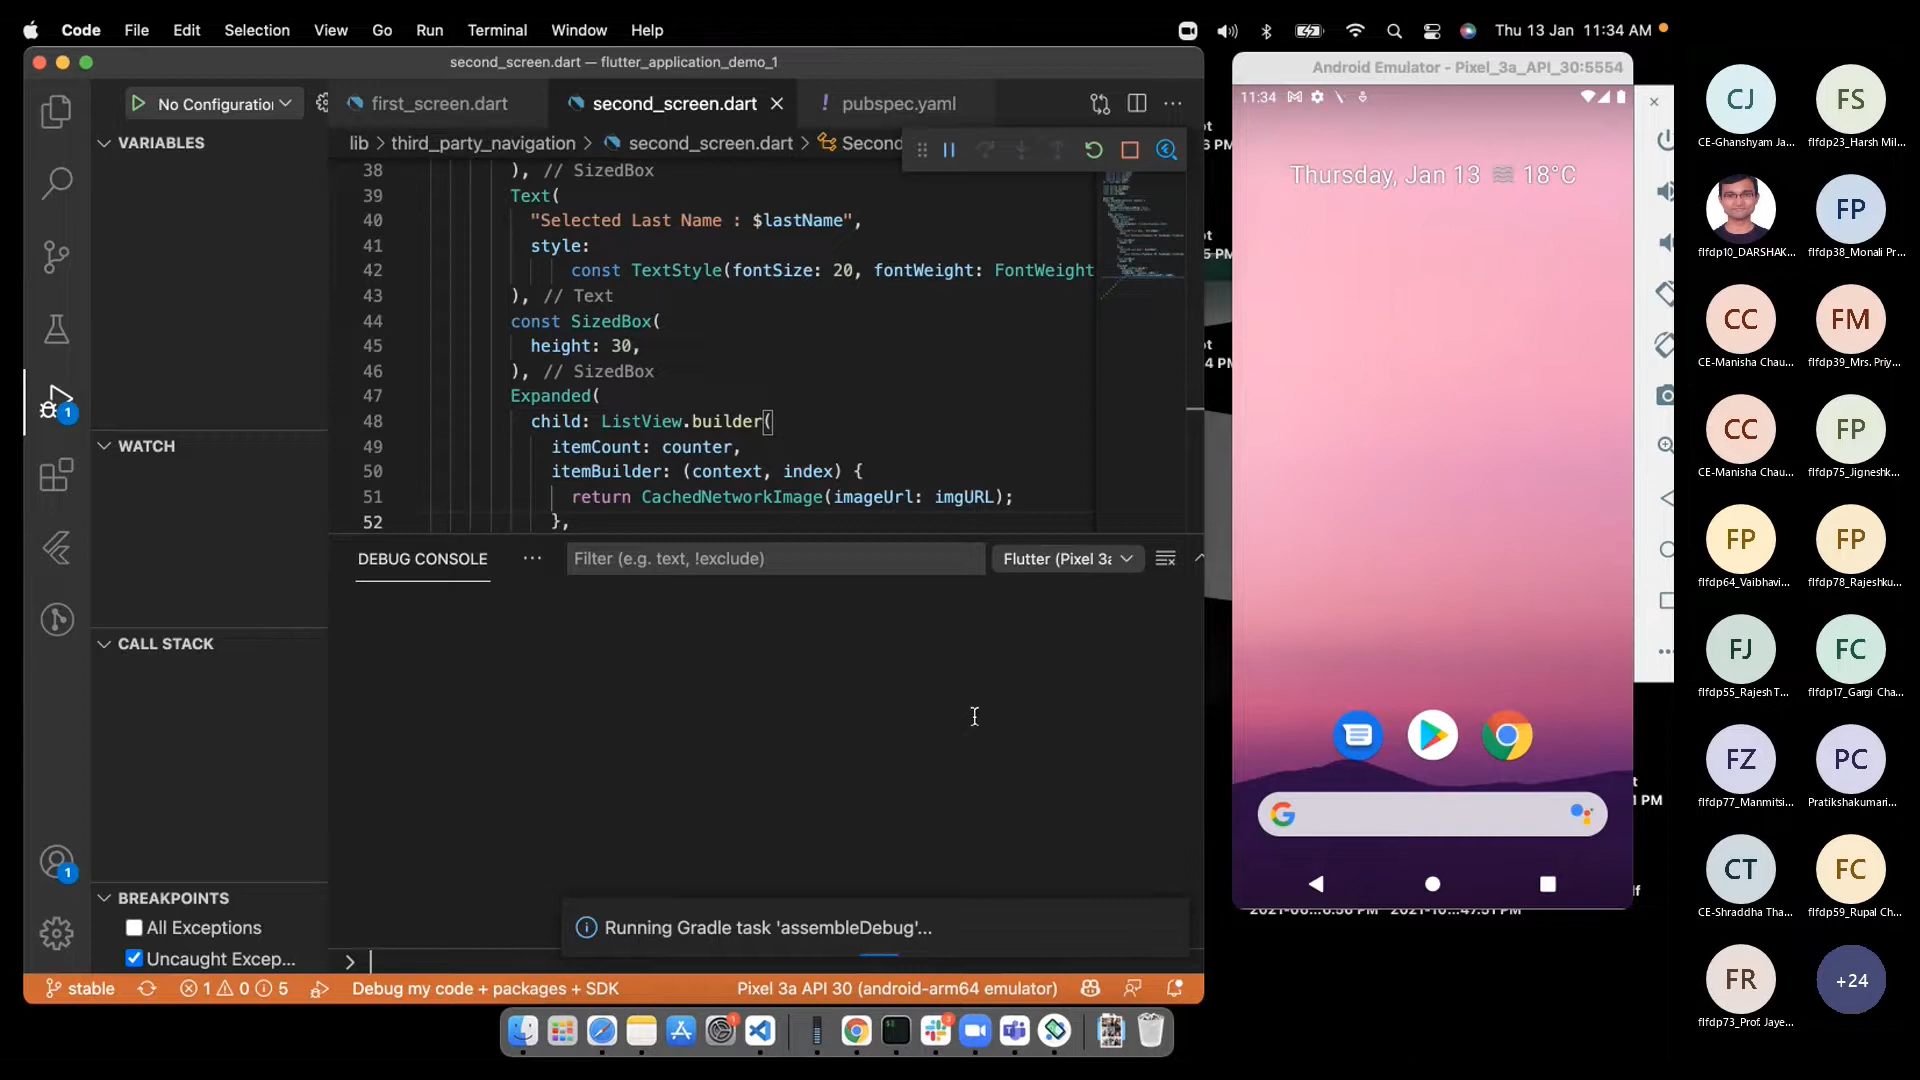 Code File Edit Selection View Go Run Terminal Window Help Thu 13 Jan 11:34 AM
second_screen.dart — flutter_application_demo_1
No Configuration
first_screen.dart
second_screen.dart
! pubspec.yaml
lib > third_party_navigation > second_screen.dart > Second
VARIABLES
WATCH
CALL STACK
BREAKPOINTS
All Exceptions
Uncaught Excep...
1
1
38 ), // SizedBox
39 Text(
40 "Selected Last Name : $lastName",
41 style:
42 const TextStyle(fontSize: 20, fontWeight: FontWeight
43 ), // Text
44 const SizedBox(
45 height: 30,
46 ), // SizedBox
47 Expanded(
48 child: ListView.builder(
49 itemCount: counter,
50 itemBuilder: (context, index) {
51 return CachedNetworkImage(imageUrl: imgURL);
52 },
DEBUG CONSOLE ... Filter (e.g. text, !exclude) Flutter (Pixel 3a
Running Gradle task 'assembleDebug'...
>
stable 1 0 5 Debug my code + packages + SDK Pixel 3a API 30 (android-arm64 emulator)
Android Emulator - Pixel_3a_API_30:5554
11:34
Thursday, Jan 13 18°C
1 PM
CJ FS
CE-Ghanshyam Ja... flfdp23_Harsh Mil...
FP
flfdp10_DARSHAK... flfdp38_Monali Pr...
CC FM
CE-Manisha Chau... flfdp39_Mrs. Priy...
CC FP
CE-Manisha Chau... flfdp75_Jigneshk...
FP FP
flfdp64_Vaibhavi... flfdp78_Rajeshku...
FJ FC
flfdp55_Rajesh T... flfdp17_Gargi Cha...
FZ PC
flfdp77_Manmitsi... Pratikshakumari...
CT FC
CE-Shraddha Tha... flfdp59_Rupal Ch...
FR +24
flfdp73_Prof. Jaye...